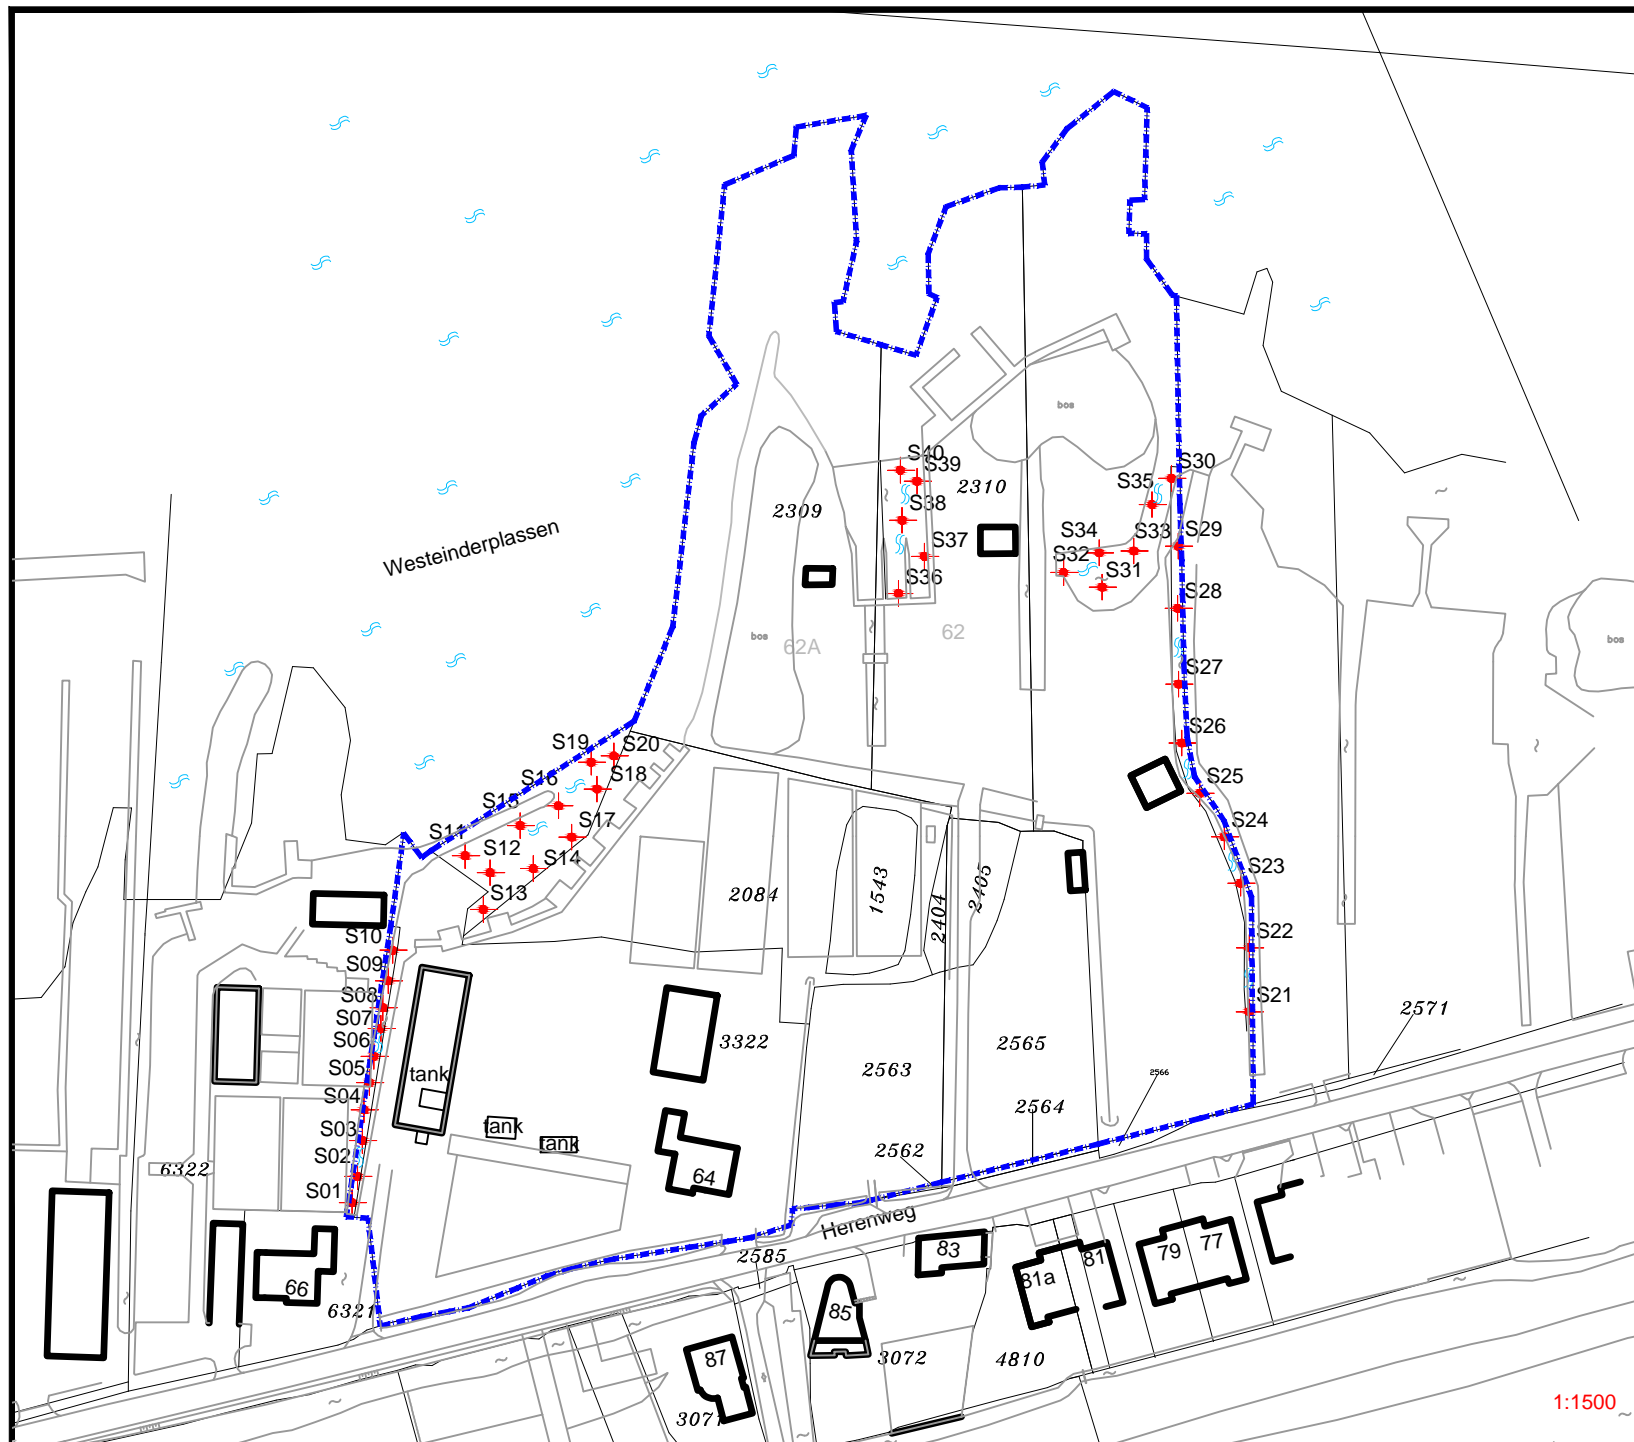 bos
S40
S39
S30
S35
2310
2309
S38
Westeinderplassen
S37
S34
S33
S29
S32
S36
S31
S28
62
bos
bos
62A
S27
S26
S19
S20
S16
S18
S25
S15
S17
S24
S11
S12
S14
S23
2084
1543
2405
2404
S13
S10
S22
S09
S08
S21
2571
S07
S06
3322
2565
S05
tank
2563
2566
S04
2564
tank
S03
tank
S02
2562
6322
64
S01
Herenweg
2585
83
79
77
81
81a
66
6321
85
87
3072
4810
1:1500
3071